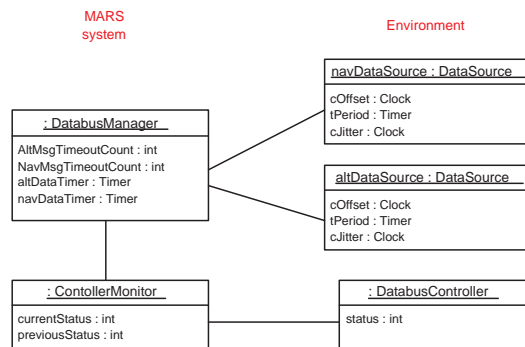 MARS
system
Environment
navDataSource : DataSource
cOffset : Clock
tPeriod : Timer
cJitter : Clock
: DatabusManager
AltMsgTimeoutCount : int
NavMsgTimeoutCount : int
altDataTimer : Timer
navDataTimer : Timer
altDataSource : DataSource
cOffset : Clock
tPeriod : Timer
cJitter : Clock
: ContollerMonitor
currentStatus : int
previousStatus : int
: DatabusController
status : int